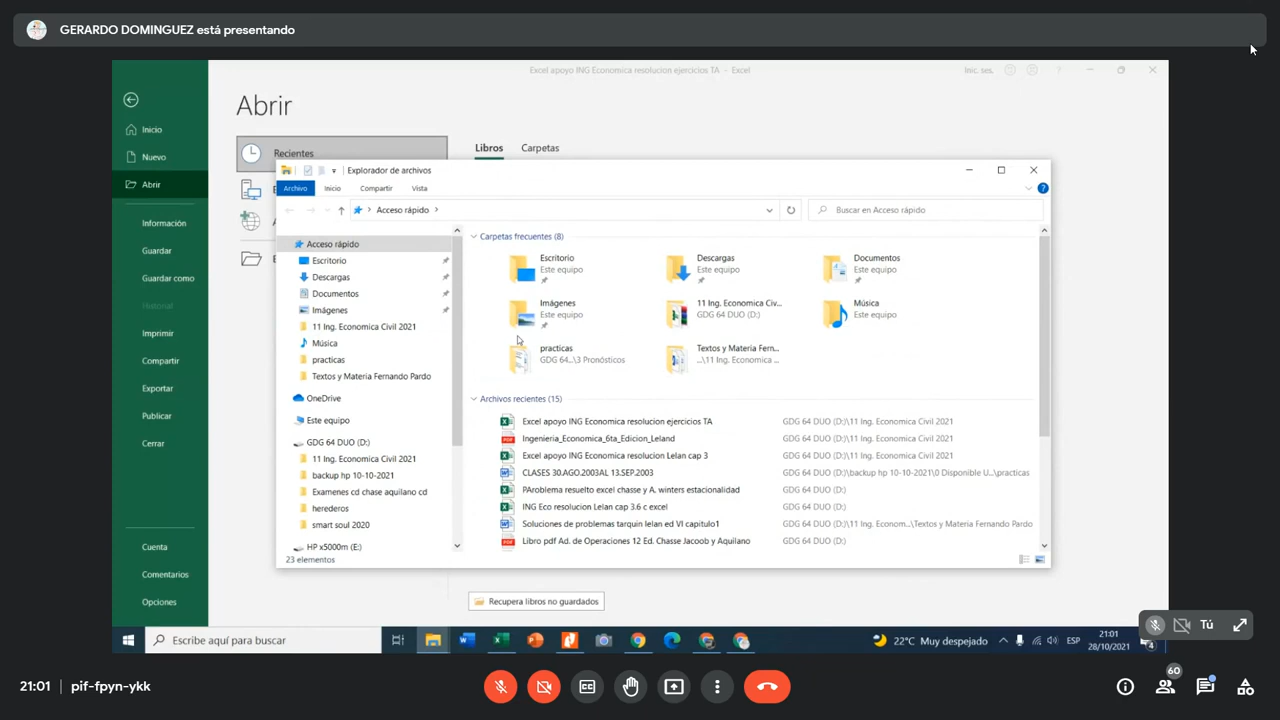 GERARDO DOMINGUEZ está presentando
Excel apoyo ING Economica resolucion ejercicios TA - Excel
Inic. ses.
?
Abrir
Inicio
Nuevo
Abrir
Información
Guardar
Guardar como
Historial
Imprimir
Compartir
Exportar
Publicar
Cerrar
Cuenta
Comentarios
Opciones
Recientes
Libros
Carpetas
Explorador de archivos
Archivo
Inicio
Compartir
Vista
Acceso rápido
Buscar en Acceso rápido
Acceso rápido
Escritorio
Descargas
Documentos
Imágenes
11 Ing. Economica Civil 2021
Música
practicas
Textos y Materia Fernando Pardo
OneDrive
Este equipo
GDG 64 DUO (D:)
11 Ing. Economica Civil 2021
backup hp 10-10-2021
Examenes cd chase aquilano cd
herederos
smart soul 2020
HP x5000m (E:)
23 elementos
Carpetas frecuentes (8)
Escritorio
Este equipo
Descargas
Este equipo
Documentos
Este equipo
Imágenes
Este equipo
11 Ing. Economica Civ...
GDG 64 DUO (D:)
Música
Este equipo
practicas
GDG 64...\3 Pronósticos
Textos y Materia Fern...
...\11 Ing. Economica ...
Archivos recientes (15)
Excel apoyo ING Economica resolucion ejercicios TA GDG 64 DUO (D:)\11 Ing. Economica Civil 2021
Ingenieria_Economica_6ta_Edicion_Leland GDG 64 DUO (D:)\11 Ing. Economica Civil 2021
Excel apoyo ING Economica resolucion Lelan cap 3 GDG 64 DUO (D:)\11 Ing. Economica Civil 2021
CLASES 30.AGO.2003AL 13.SEP.2003 GDG 64 DUO (D:)\backup hp 10-10-2021\0 Disponible U...\practicas
PAroblema resuelto excel chasse y A. winters estacionalidad GDG 64 DUO (D:)
ING Eco resolucion Lelan cap 3.6 c excel GDG 64 DUO (D:)
Soluciones de problemas tarquin lelan ed VI capitulo1 GDG 64 DUO (D:)\11 Ing. Econom...\Textos y Materia Fernando Pardo
Libro pdf Ad. de Operaciones 12 Ed. Chasse Jacoob y Aquilano GDG 64 DUO (D:)
Recupera libros no guardados
Escribe aquí para buscar
22°C Muy despejado
ESP
21:01
28/10/2021
4
Tú
21:01 | pif-fpyn-ykk
60